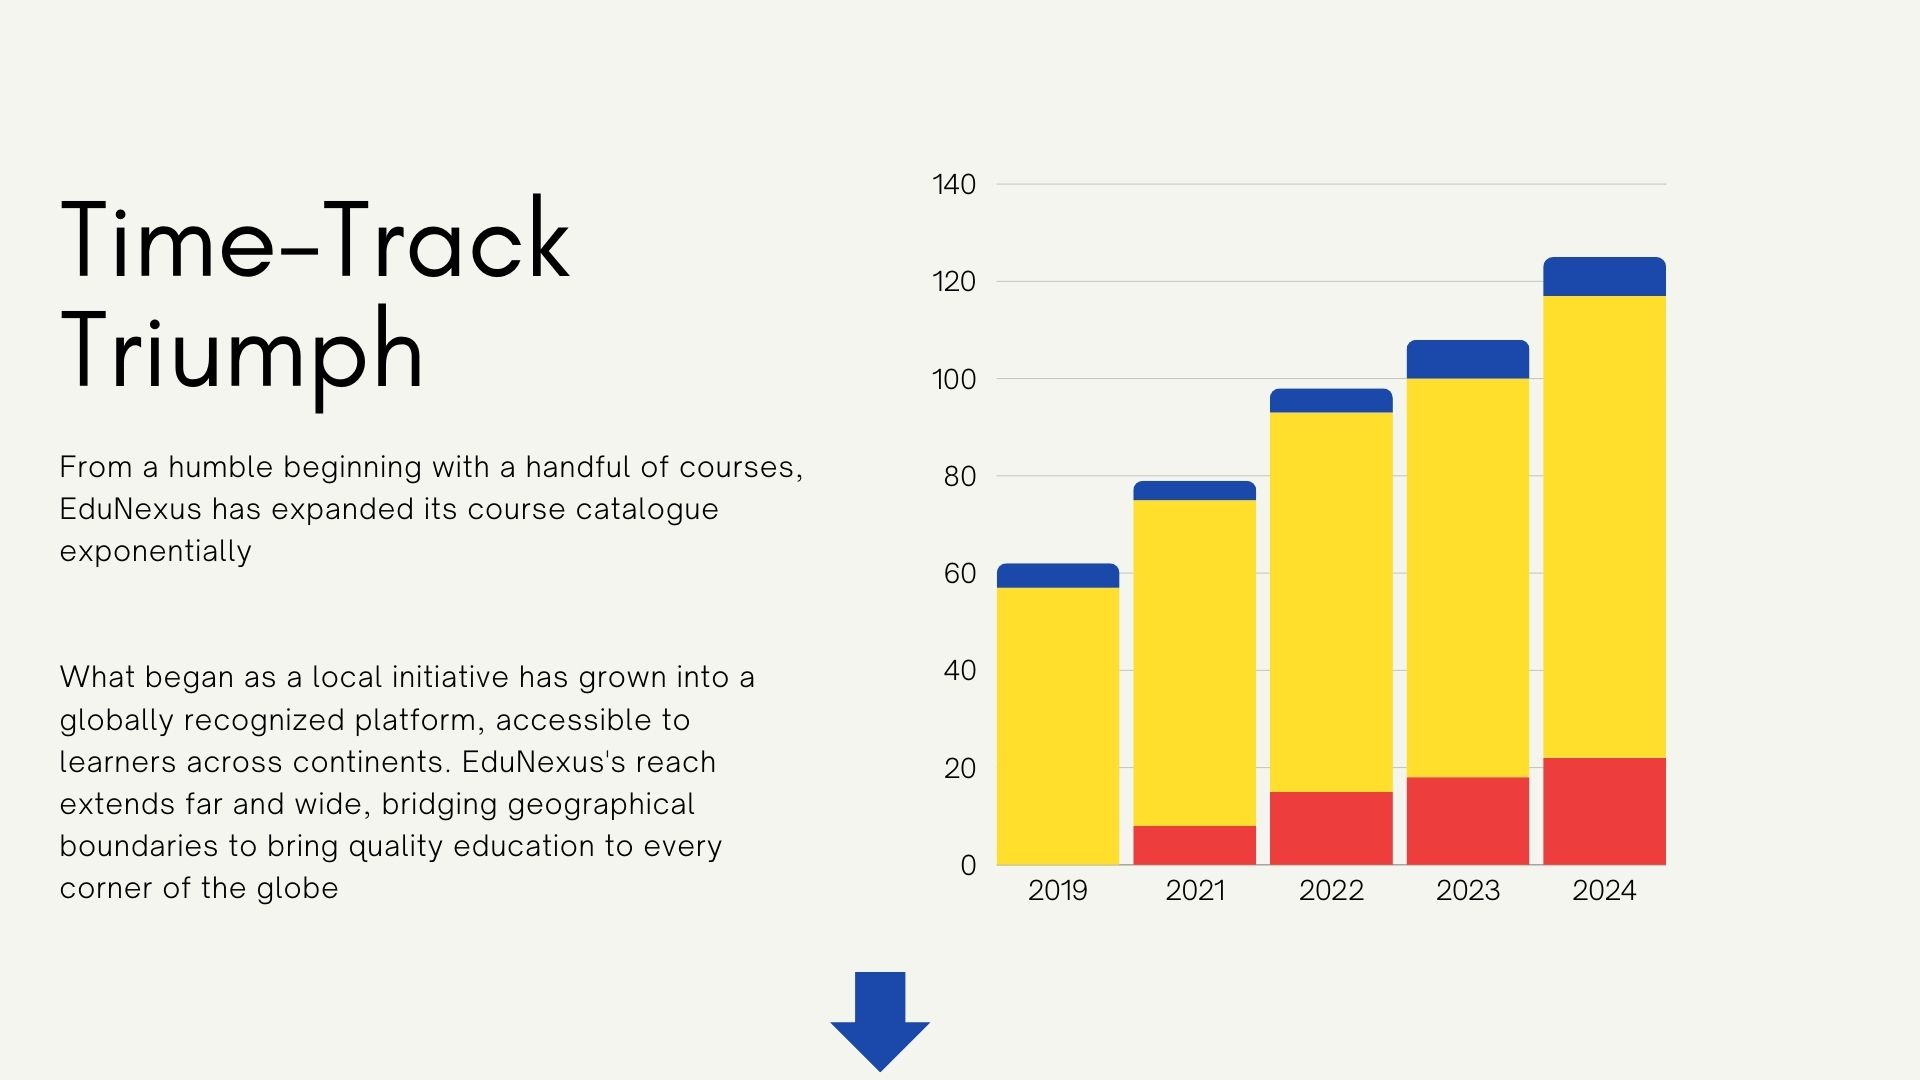 Time-Track
Triumph
From a humble beginning with a handful of courses,
EduNexus has expanded its course catalogue
exponentially
What began as a local initiative has grown into a
globally recognized platform, accessible to
learners across continents. EduNexus's reach
extends far and wide, bridging geographical
boundaries to bring quality education to every
corner of the globe
140
120
100
80
60
40
20
0
2019 2021 2022 2023 2024